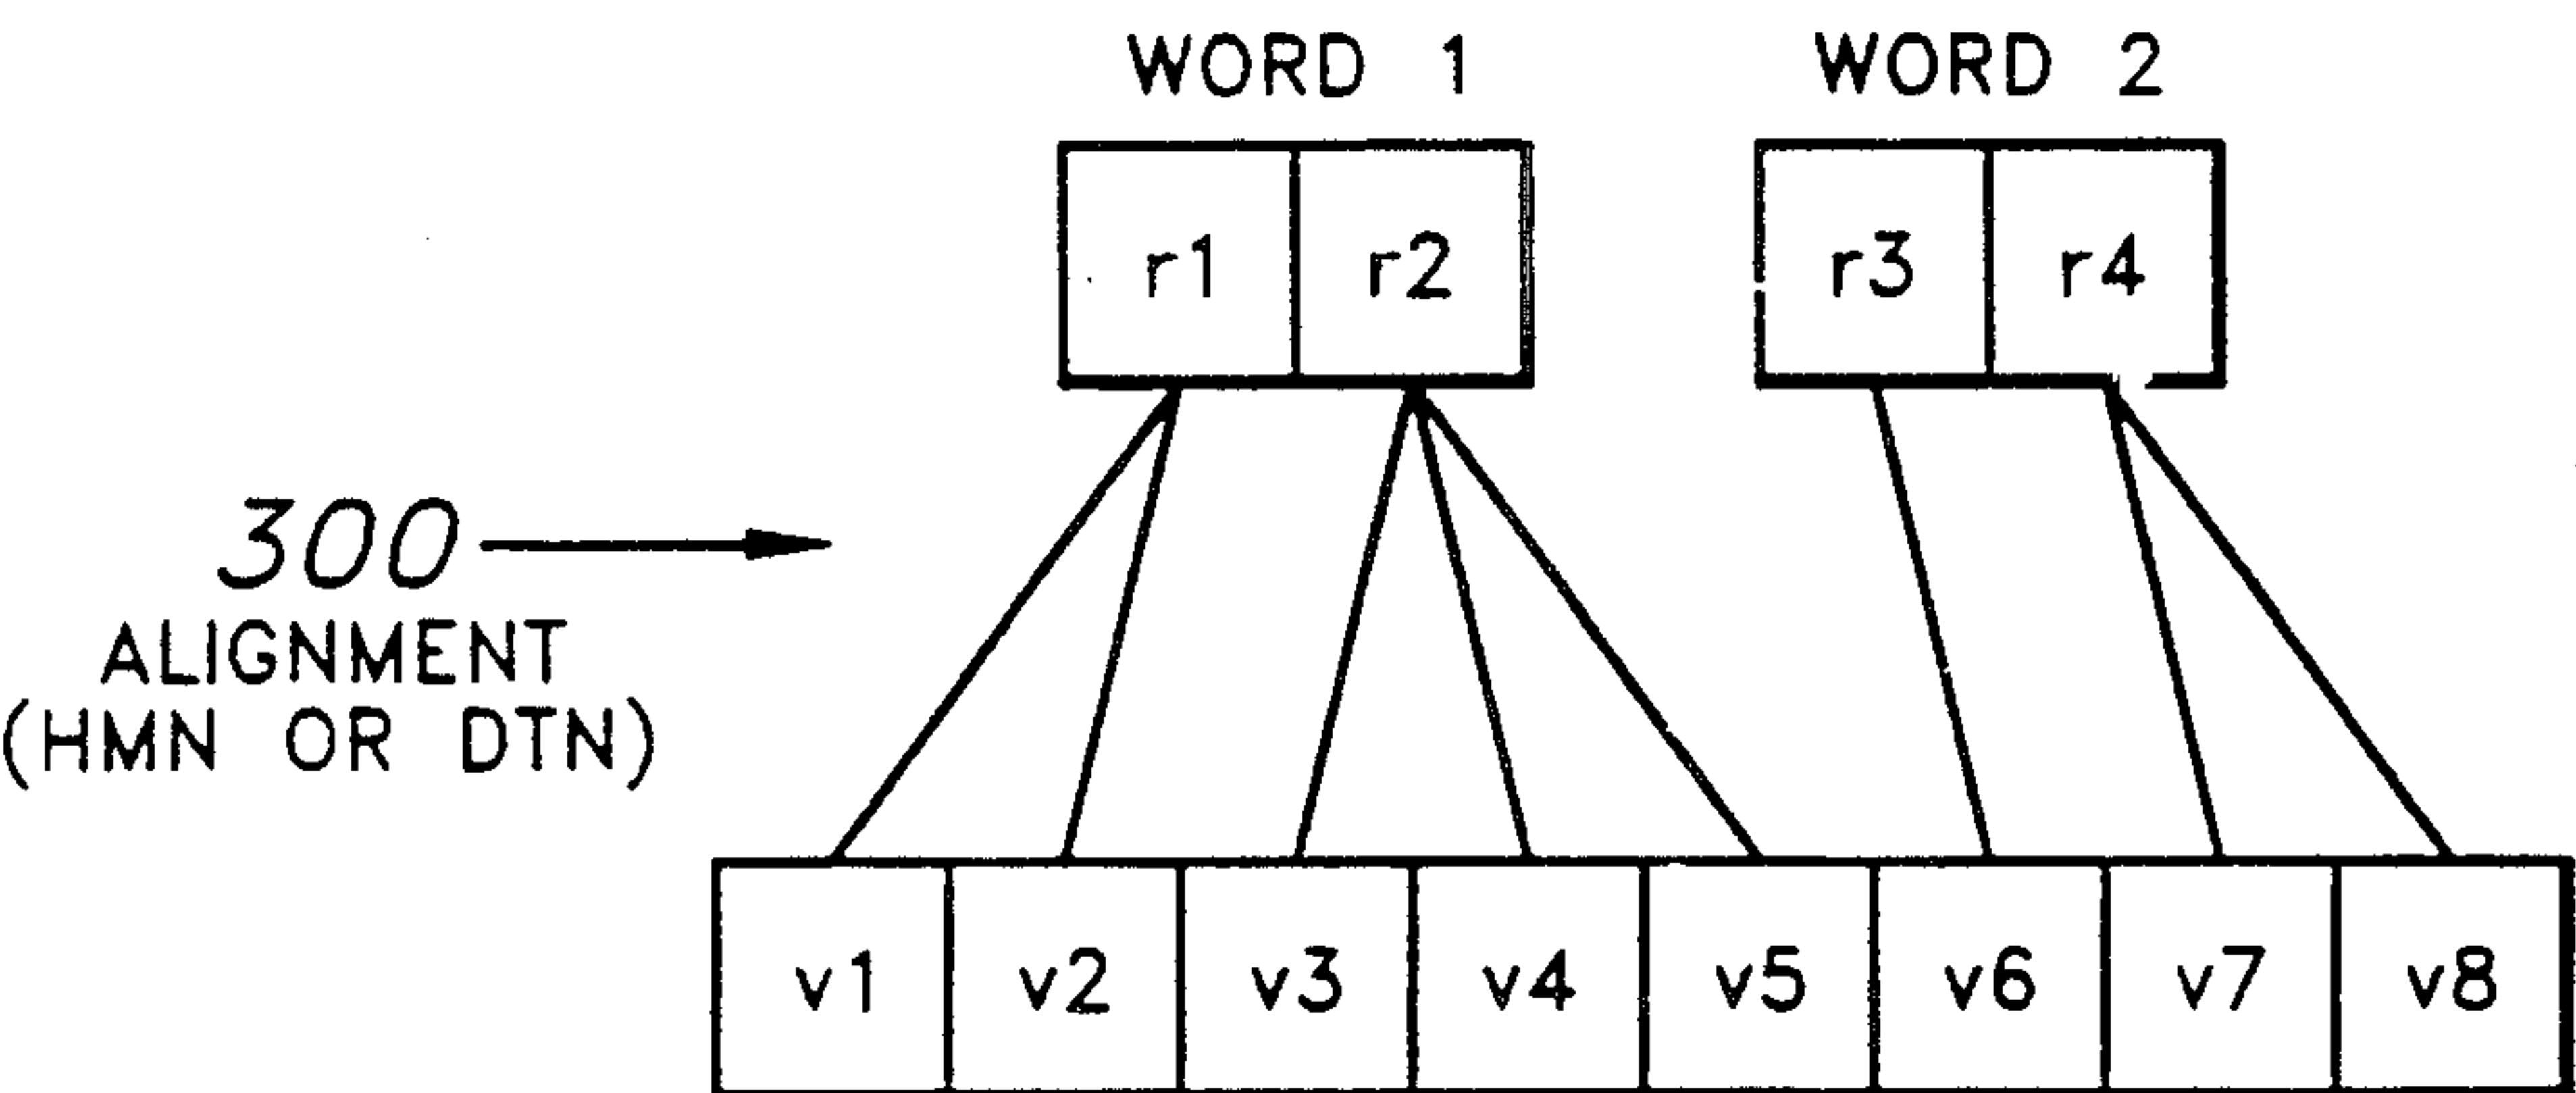 WORD 1 WORD 2
r1 r2 r3 r4
300
ALIGNMENT
(HMN OR DTN)
v1 v2 v3 v4 v5 v6 v7 v8